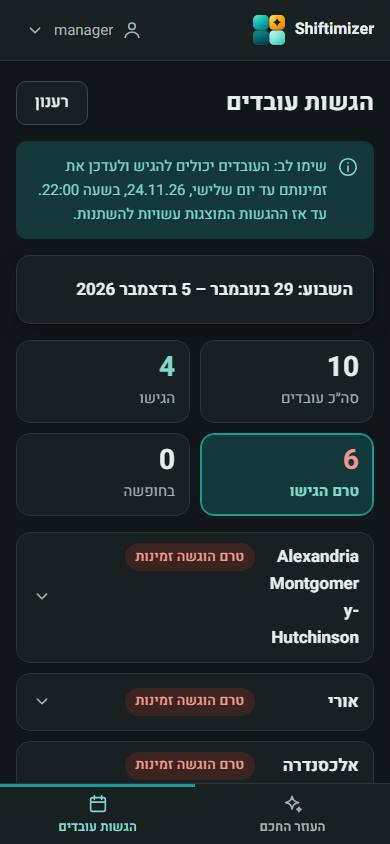 Shiftimizer
manager
הגשות עובדים
רענון
שימו לב: העובדים יכולים להגיש ולעדכן את
זמינותם עד יום שלישי, 24.11.26, בשעה 22:00.
עד אז ההגשות המוצגות עשויות להשתנות.
השבוע: 29 בנובמבר – 5 בדצמבר 2026
10
סה"כ עובדים
4
הגישו
6
טרם הגישו
0
בחופשה
Alexandria
Montgomer
y-
Hutchinson
טרם הוגשה זמינות
אורי
טרם הוגשה זמינות
אלכסנדרה
טרם הוגשה זמינות
העוזר החכם
הגשות עובדים